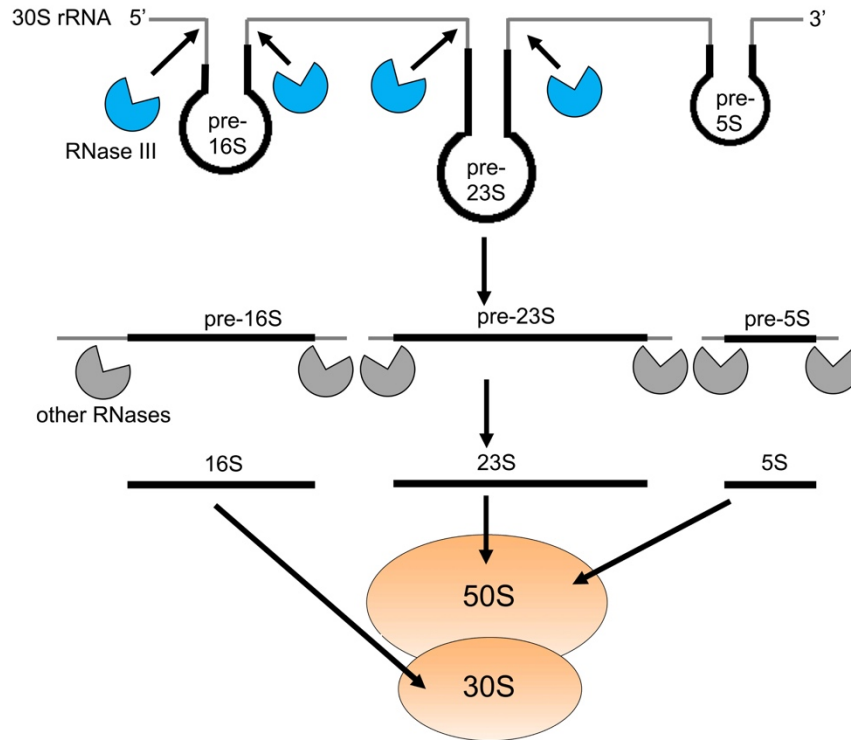 30S rRNA 5’ 3’
pre-
16S
pre-
23S
pre-
5S
RNase III
pre-16S pre-23S pre-5S
other RNases
16S 23S 5S
50S
30S